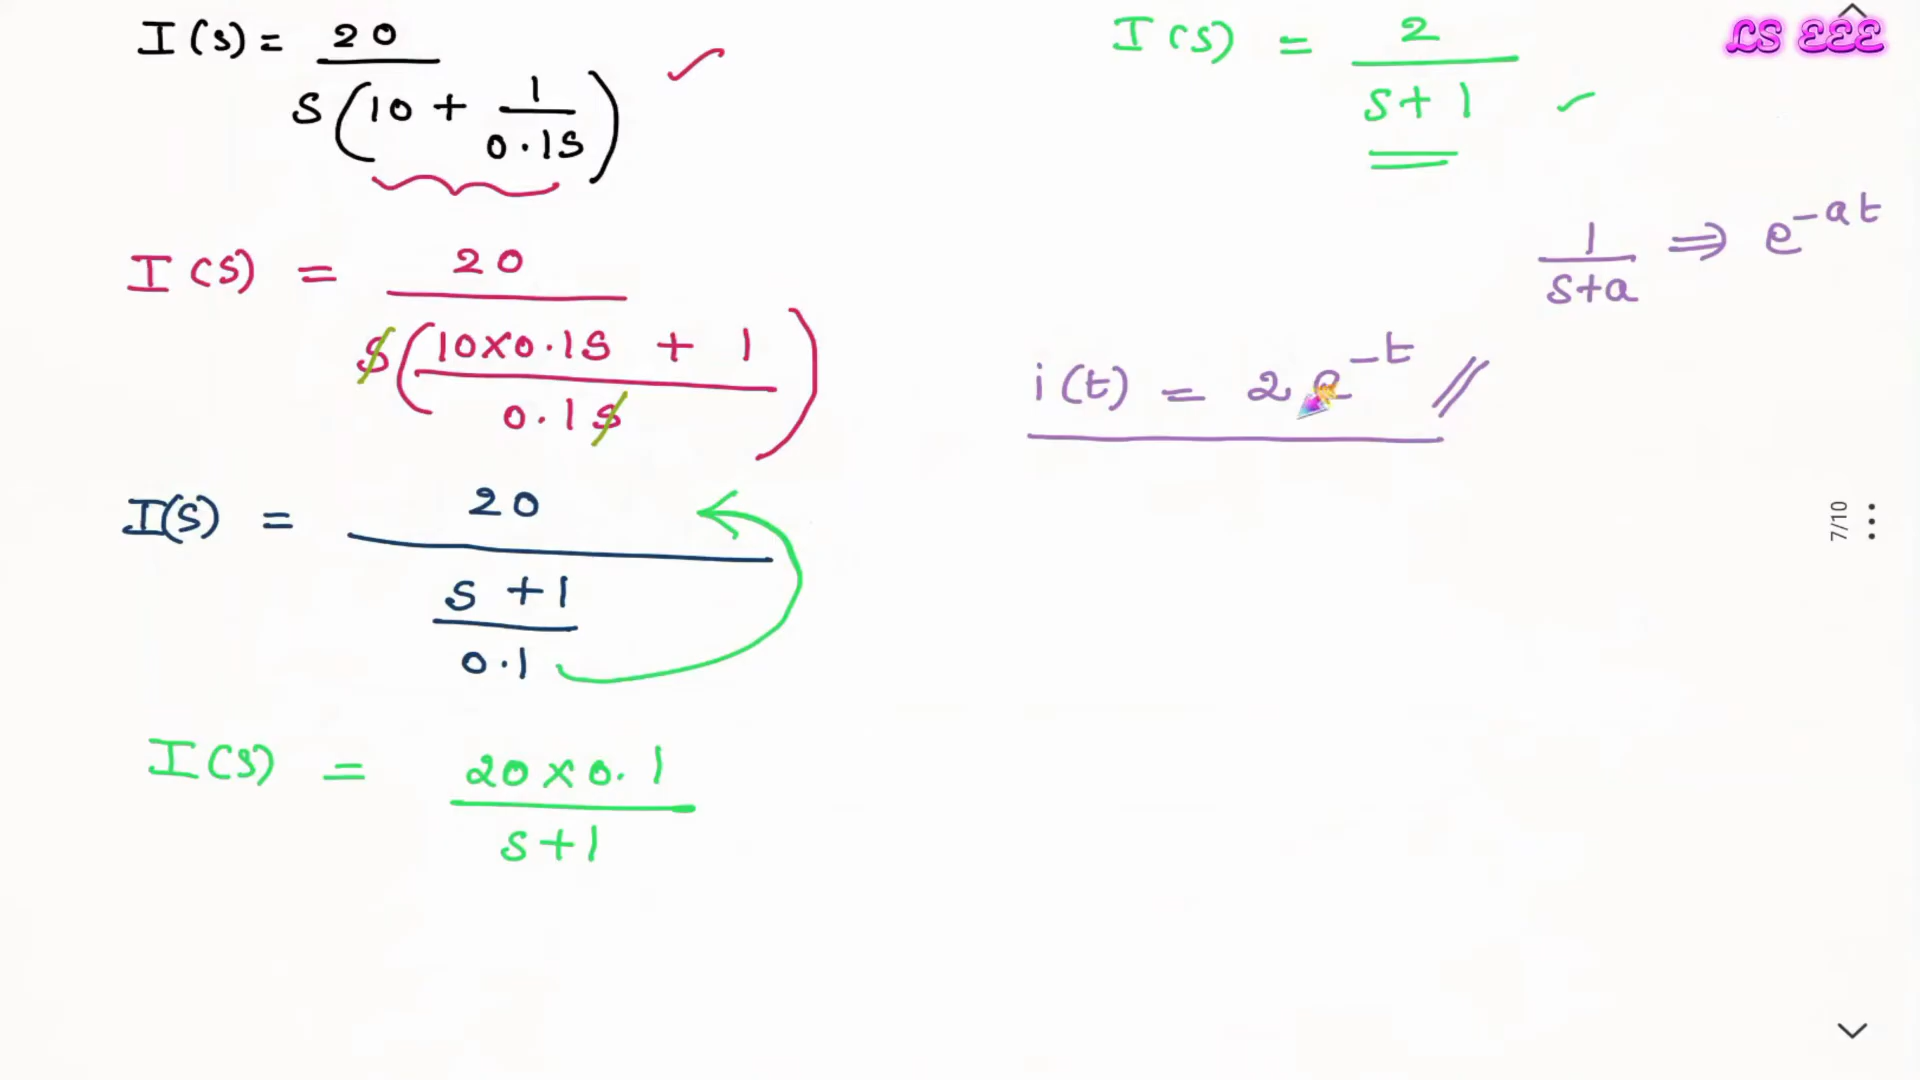 I(s) = 20 / s(10 + 1/0.1s)
I(s) = 20 / s((10×0.1s + 1)/0.1s)
I(s) = 20 / ((s + 1)/0.1)
I(s) = 20×0.1 / s+1
I(s) = 2 / s+1
1/s+a ⇒ e^-at
i(t) = 2e^-t //
LS EEE
7/10